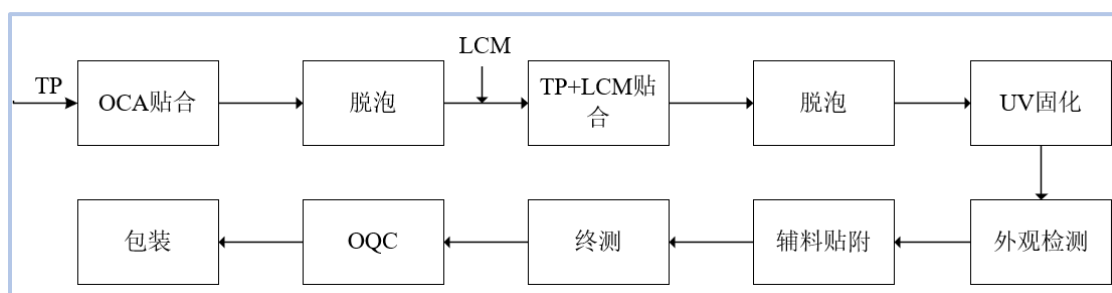 LCM
TP
OCA贴合
脱泡
TP+LCM贴
合
脱泡
UV固化
包装
OQC
终测
辅料贴附
外观检测